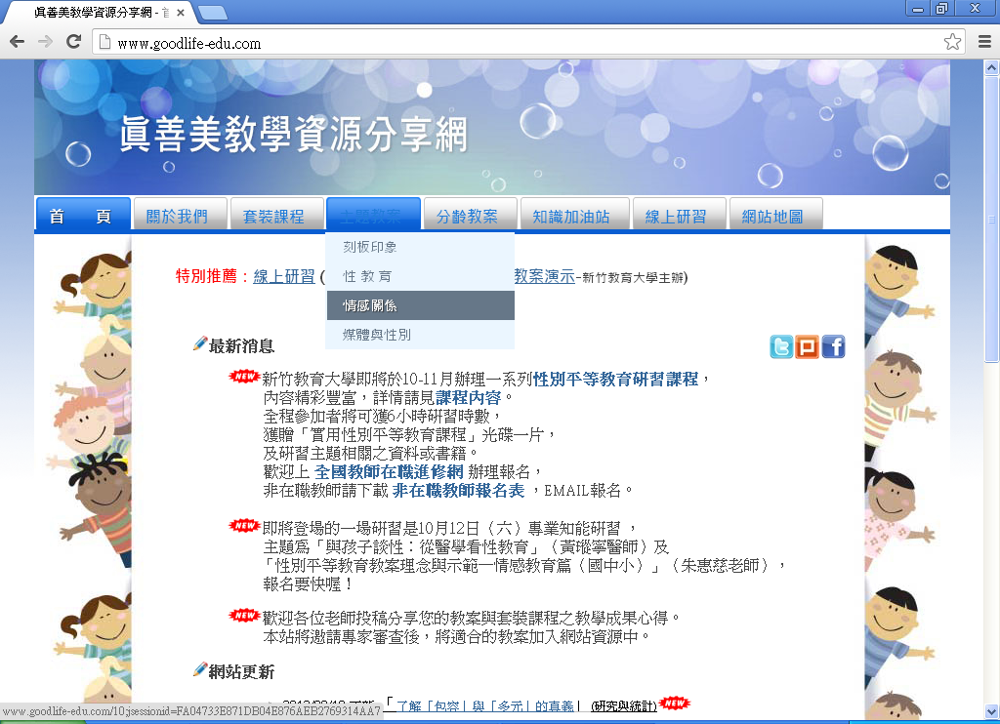 眞善美教學資源分享網 - 首
www.goodlife-edu.com
眞善美教學資源分享網
首 頁 關於我們 套裝課程 主題教案 分齡教案 知識加油站 線上研習 網站地圖
刻板印象
性 教 育
情感關係
媒體與性別
特別推薦：線上研習 ( 教案演示-新竹教育大學主辦)
最新消息
NEW 新竹教育大學即將於10-11月辦理一系列性別平等教育研習課程，
內容精彩豐富，詳情請見課程內容。
全程參加者將可獲6小時研習時數，
獲贈「實用性別平等教育課程」光碟一片，
及研習主題相關之資料或書籍。
歡迎上 全國教師在職進修網 辦理報名，
非在職教師請下載 非在職教師報名表 ，EMAIL報名。
NEW 即將登場的一場研習是10月12日（六）專業知能研習 ，
主題為「與孩子談性：從醫學看性教育」（黃瑽寧醫師）及
「性別平等教育教案理念與示範—情感教育篇（國中小）」（朱惠慈老師），
報名要快喔！
NEW 歡迎各位老師投稿分享您的教案與套裝課程之教學成果心得。
本站將邀請專家審查後，將適合的教案加入網站資源中。
網站更新
「了解「包容」與「多元」的真義」 (研究與統計) NEW
www.goodlife-edu.com/10;jsessionid=FA04733E871DB04E876AEB2769314AA7